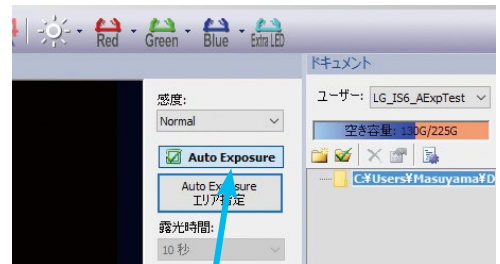 Red Green Blue Extra LED
ドキュメント
感度:
Normal
Auto Exposure
Auto Exposure
エリア指定
露光時間:
10 秒
ユーザー: LG_IS6_AExpTest
空き容量: 130G/225G
C:¥Users¥Masuyama¥D